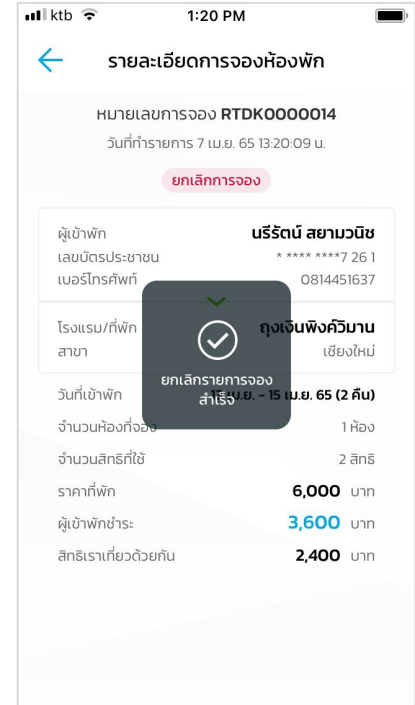 ktb 1:20 PM
รายละเอียดการจองห้องพัก
หมายเลขการจอง RTDK0000014
วันที่ทำรายการ 7 เม.ย. 65 13:20:09 น.
ยกเลิกการจอง
ผู้เข้าพัก นรีรัตน์ สยามวนิช
เลขบัตรประชาชน * **** ****7 26 1
เบอร์โทรศัพท์ 0814451637
โรงแรม/ที่พัก ถุงเงินพิงค์วิมาน
สาขา เชียงใหม่
ยกเลิกรายการจอง
สำเร็จ
วันที่เข้าพัก เม.ย. - 15 เม.ย. 65 (2 คืน)
จำนวนห้องที่จอง 1 ห้อง
จำนวนสิทธิที่ใช้ 2 สิทธิ
ราคาที่พัก 6,000 บาท
ผู้เข้าพักชำระ 3,600 บาท
สิทธิเราเที่ยวด้วยกัน 2,400 บาท